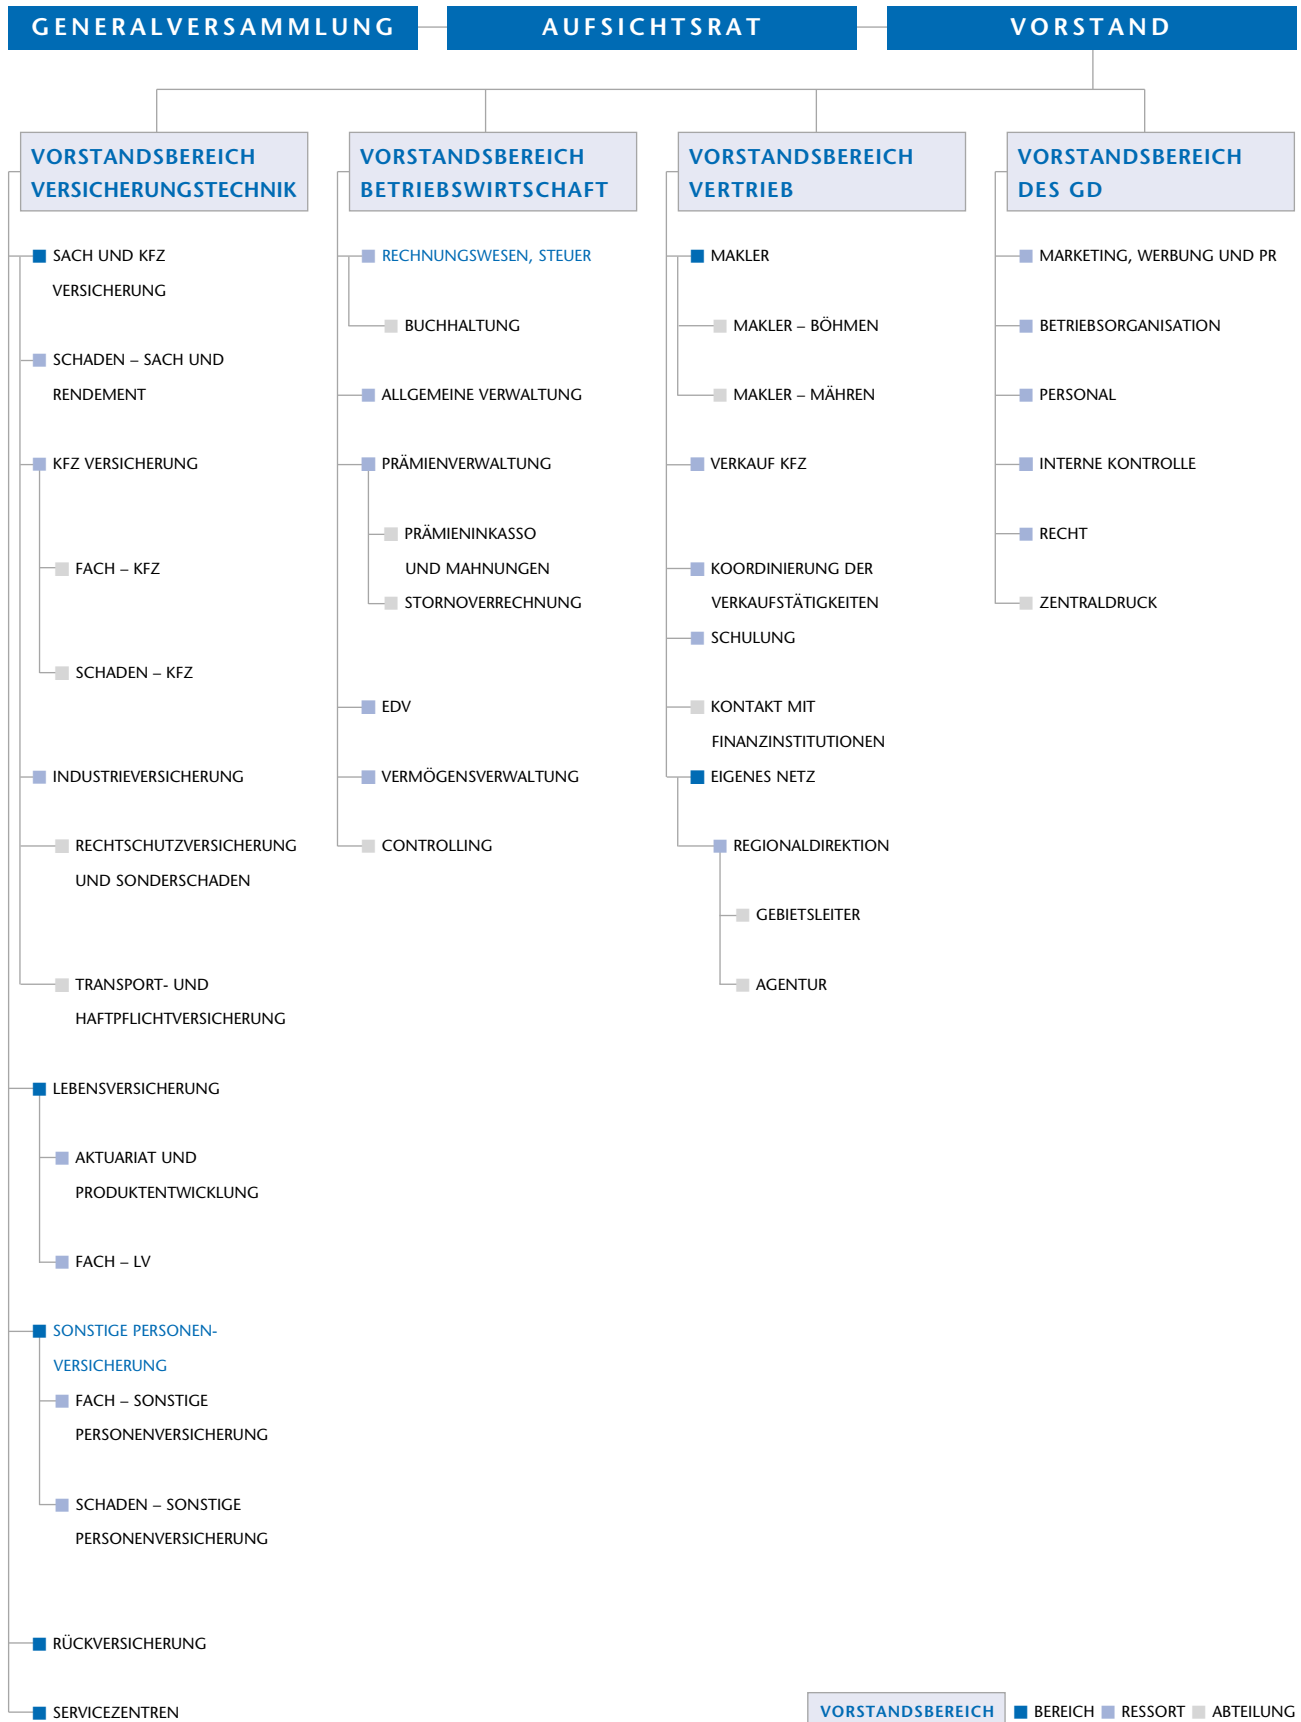 GENERALVERSAMMLUNG
AUFSICHTSRAT
VORSTAND
VORSTANDSBEREICH
VERSICHERUNGSTECHNIK
SACH UND KFZ
VERSICHERUNG
SCHADEN – SACH UND
RENDEMENT
KFZ VERSICHERUNG
FACH – KFZ
SCHADEN – KFZ
INDUSTRIEVERSICHERUNG
RECHTSCHUTZVERSICHERUNG
UND SONDERSCHADEN
TRANSPORT- UND
HAFTPFLICHTVERSICHERUNG
LEBENSVERSICHERUNG
AKTUARIAT UND
PRODUKTENTWICKLUNG
FACH – LV
SONSTIGE PERSONEN-
VERSICHERUNG
FACH – SONSTIGE
PERSONENVERSICHERUNG
SCHADEN – SONSTIGE
PERSONENVERSICHERUNG
RÜCKVERSICHERUNG
SERVICEZENTREN
VORSTANDSBEREICH
BETRIEBSWIRTSCHAFT
RECHNUNGSWESEN, STEUER
BUCHHALTUNG
ALLGEMEINE VERWALTUNG
PRÄMIENVERWALTUNG
PRÄMIENINKASSO
UND MAHNUNGEN
STORNOVERRECHNUNG
EDV
VERMÖGENSVERWALTUNG
CONTROLLING
VORSTANDSBEREICH
VERTRIEB
MAKLER
MAKLER – BÖHMEN
MAKLER – MÄHREN
VERKAUF KFZ
KOORDINIERUNG DER
VERKAUFSTÄTIGKEITEN
SCHULUNG
KONTAKT MIT
FINANZINSTITUTIONEN
EIGENES NETZ
REGIONALDIREKTION
GEBIETSLEITER
AGENTUR
VORSTANDSBEREICH
DES GD
MARKETING, WERBUNG UND PR
BETRIEBSORGANISATION
PERSONAL
INTERNE KONTROLLE
RECHT
ZENTRALDRUCK
VORSTANDSBEREICH BEREICH RESSORT ABTEILUNG